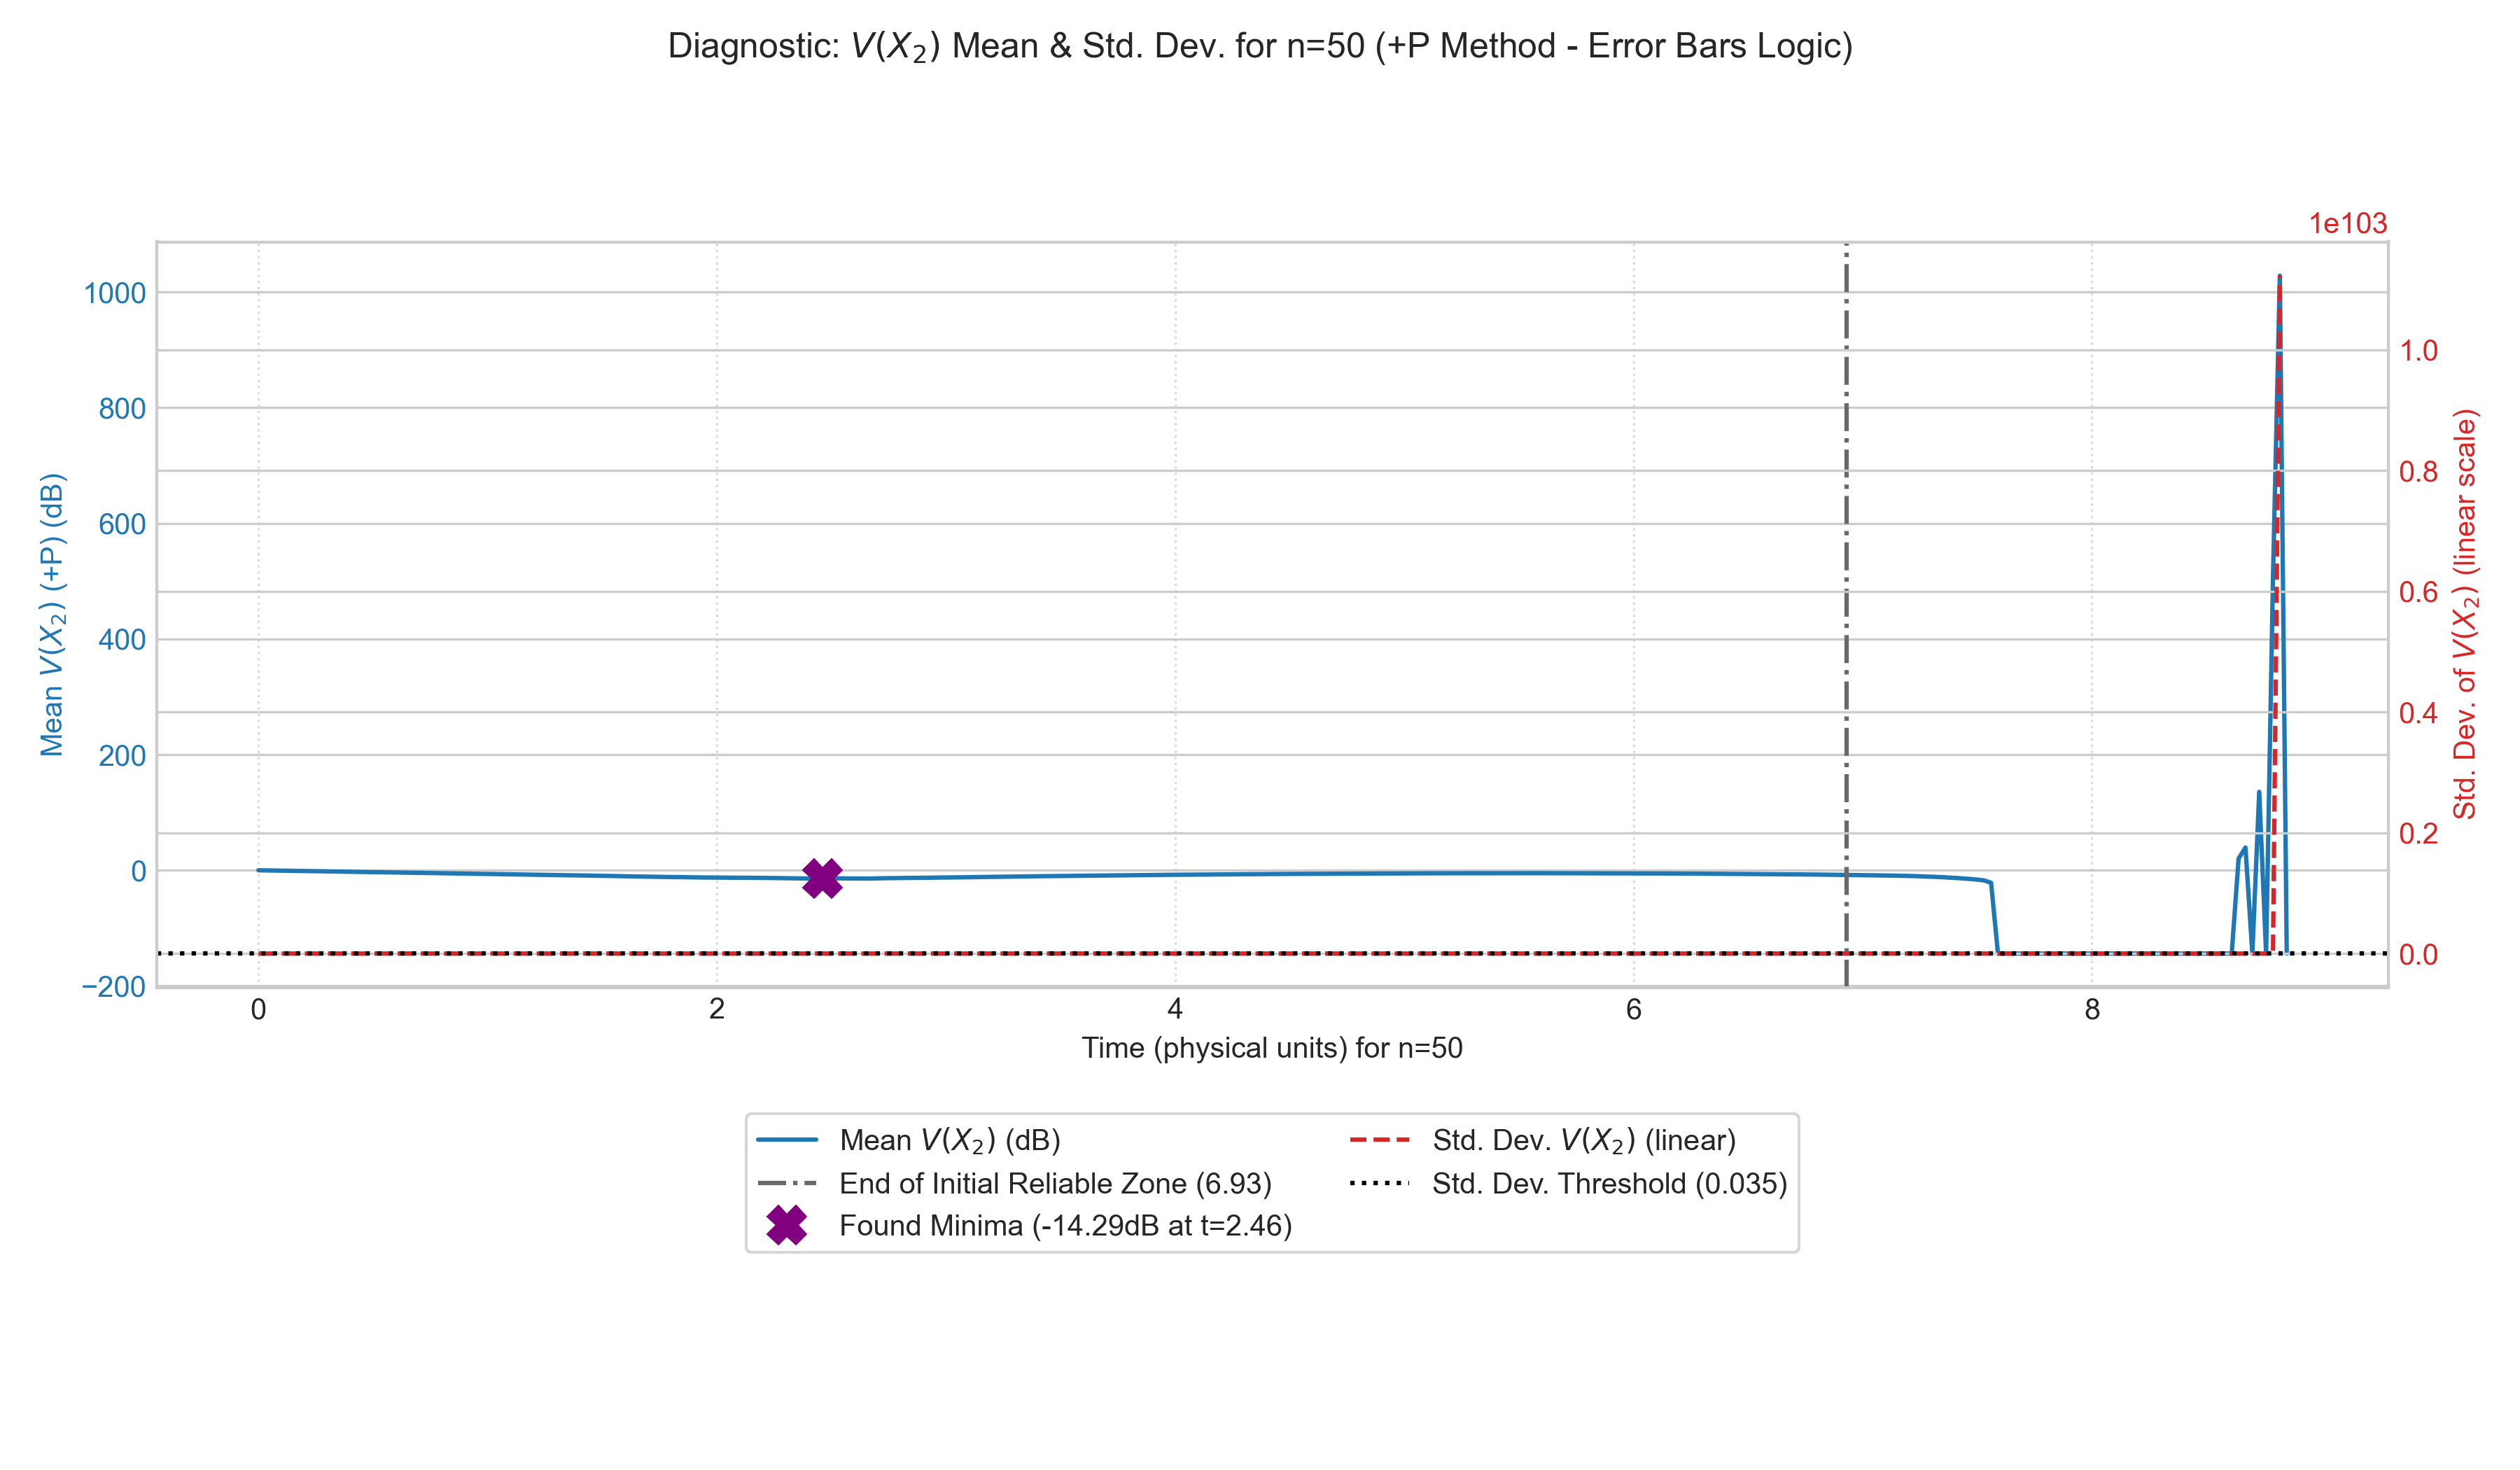 Diagnostic: V(X₂) Mean & Std. Dev. for n=50 (+P Method - Error Bars Logic)
1e103
1000
800
600
400
200
0
−200
Mean V(X₂) (+P) (dB)
1.0
0.8
0.6
0.4
0.2
0.0
Std. Dev. of V(X₂) (linear scale)
0 2 4 6 8
Time (physical units) for n=50
Mean V(X₂) (dB)
End of Initial Reliable Zone (6.93)
Found Minima (-14.29dB at t=2.46)
Std. Dev. V(X₂) (linear)
Std. Dev. Threshold (0.035)